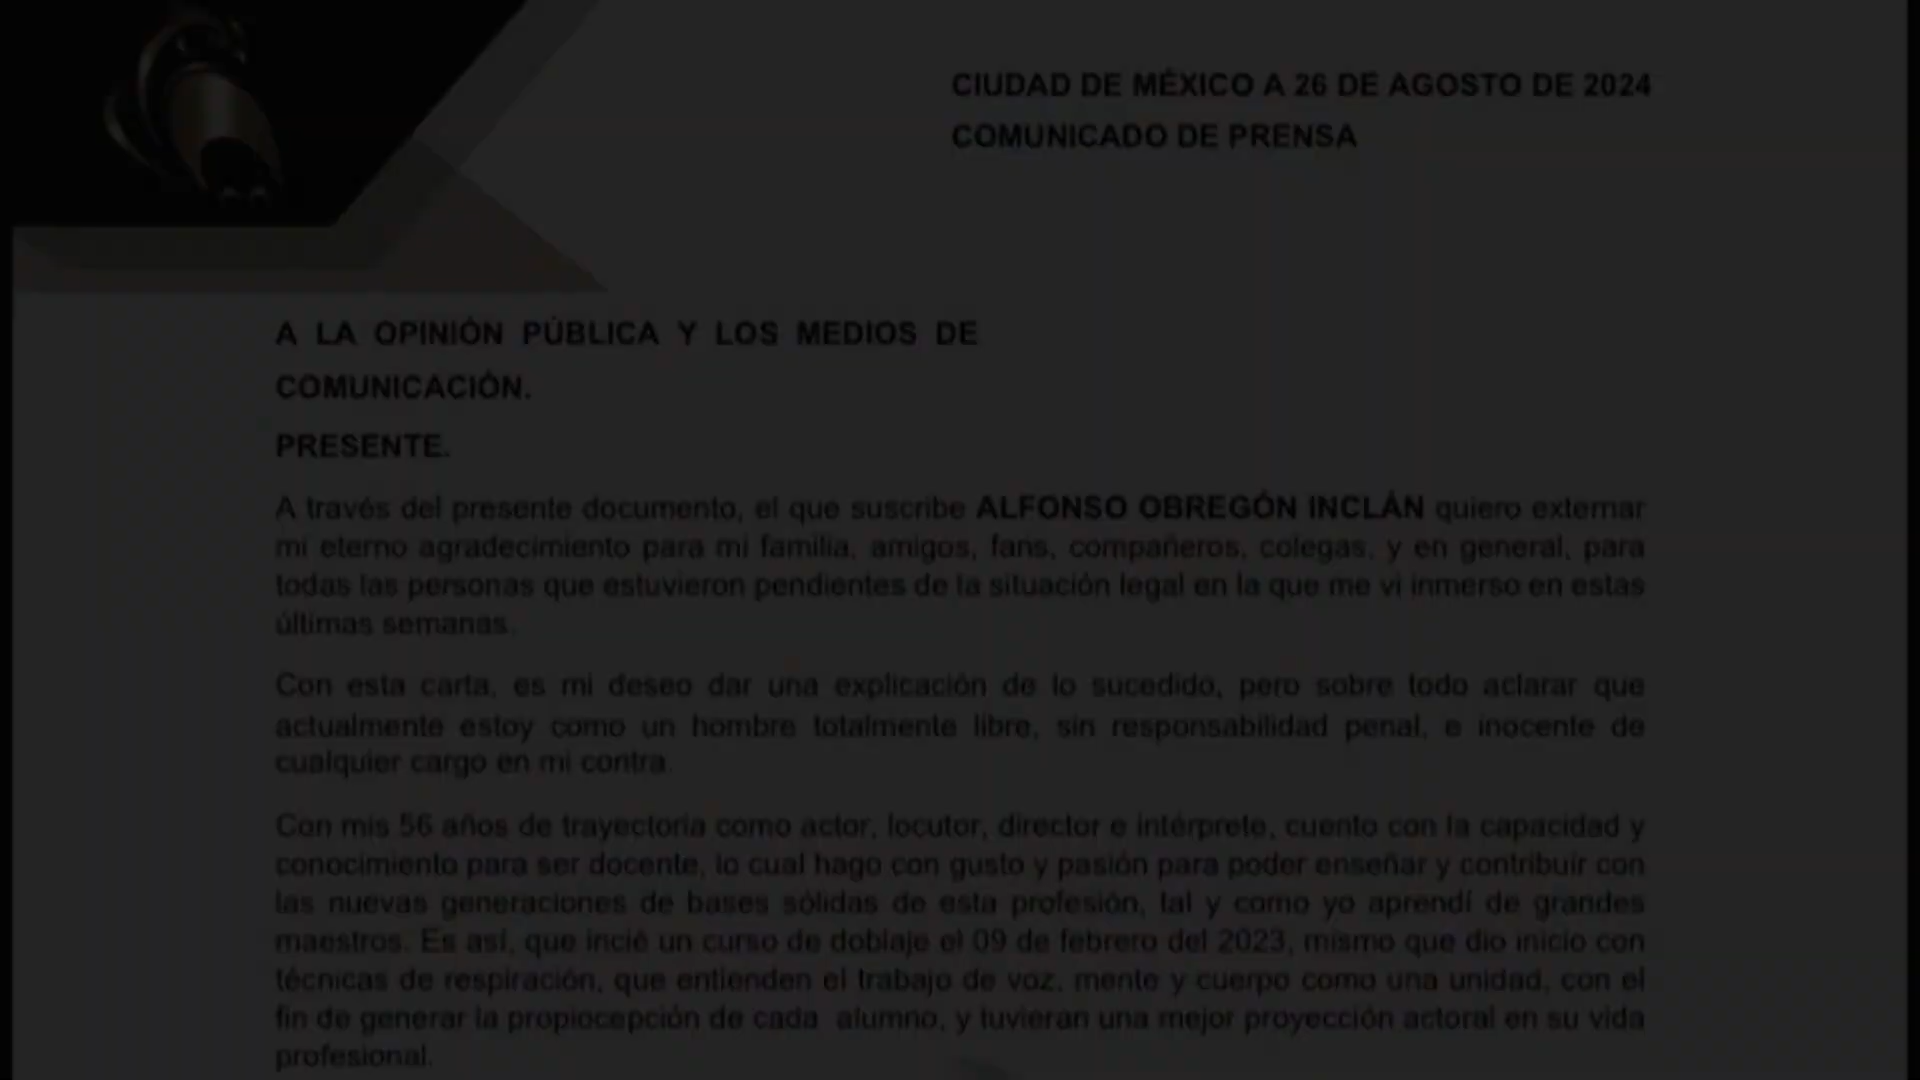 CIUDAD DE MÉXICO A 26 DE AGOSTO DE 2024
COMUNICADO DE PRENSA
A LA OPINIÓN PÚBLICA Y LOS MEDIOS DE
COMUNICACIÓN.
PRESENTE.
A través del presente documento, el que suscribe ALFONSO OBREGÓN INCLÁN quiero externar
mi eterno agradecimiento para mi familia, amigos, fans, compañeros, colegas, y en general, para
todas las personas que estuvieron pendientes de la situación legal en la que me vi inmerso en estas
últimas semanas.
Con esta carta, es mi deseo dar una explicación de lo sucedido, pero sobre todo aclarar que
actualmente estoy como un hombre totalmente libre, sin responsabilidad penal, e inocente de
cualquier cargo en mi contra.
Con mis 56 años de trayectoria como actor, locutor, director e intérprete, cuento con la capacidad y
conocimiento para ser docente, lo cual hago con gusto y pasión para poder enseñar y contribuir con
las nuevas generaciones de bases sólidas de esta profesión, tal y como yo aprendí de grandes
maestros. Es así, que incié un curso de doblaje el 09 de febrero del 2023, mismo que dio inicio con
técnicas de respiración, que entienden el trabajo de voz, mente y cuerpo como una unidad, con el
fin de generar la propiocepción de cada alumno, y tuvieran una mejor proyección actoral en su vida
profesional.